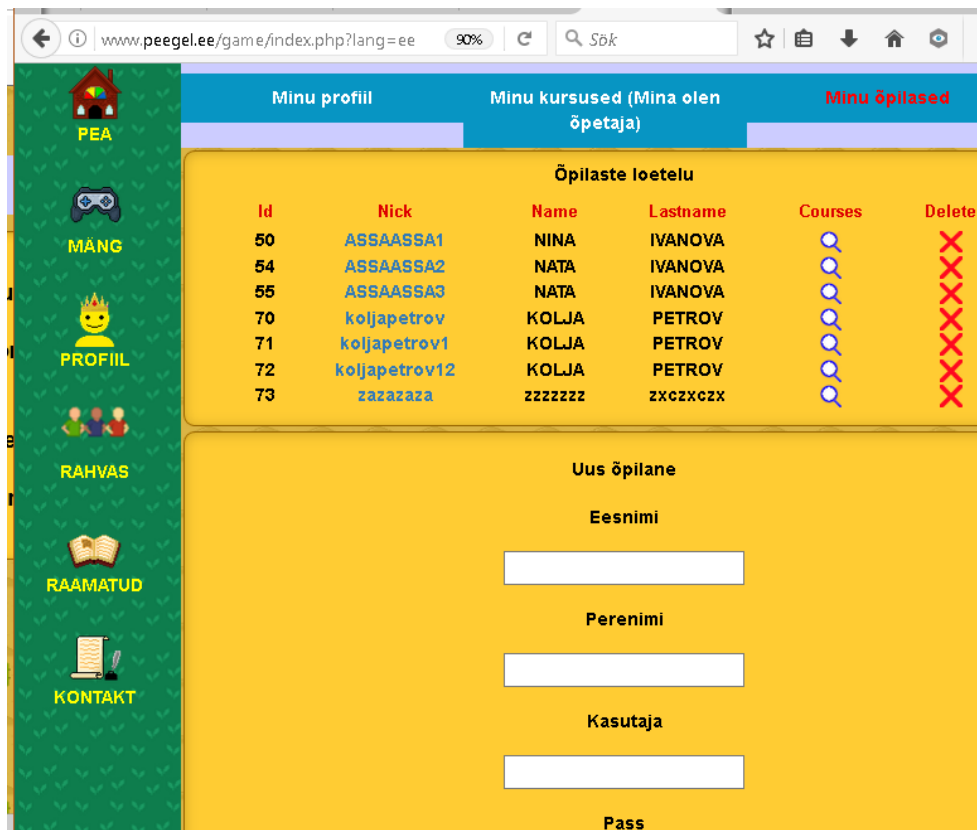 www.peegel.ee/game/index.php?lang=ee 90% Sök
PEA
MÄNG
PROFIIL
RAHVAS
RAAMATUD
KONTAKT
Minu profiil Minu kursused (Mina olen õpetaja) Minu õpilased
Õpilaste loetelu
Id Nick Name Lastname Courses Delete
50 ASSAASSA1 NINA IVANOVA
54 ASSAASSA2 NATA IVANOVA
55 ASSAASSA3 NATA IVANOVA
70 koljapetrov KOLJA PETROV
71 koljapetrov1 KOLJA PETROV
72 koljapetrov12 KOLJA PETROV
73 zazazaza zzzzzzz zxczxczx
Uus õpilane
Eesnimi
Perenimi
Kasutaja
Pass